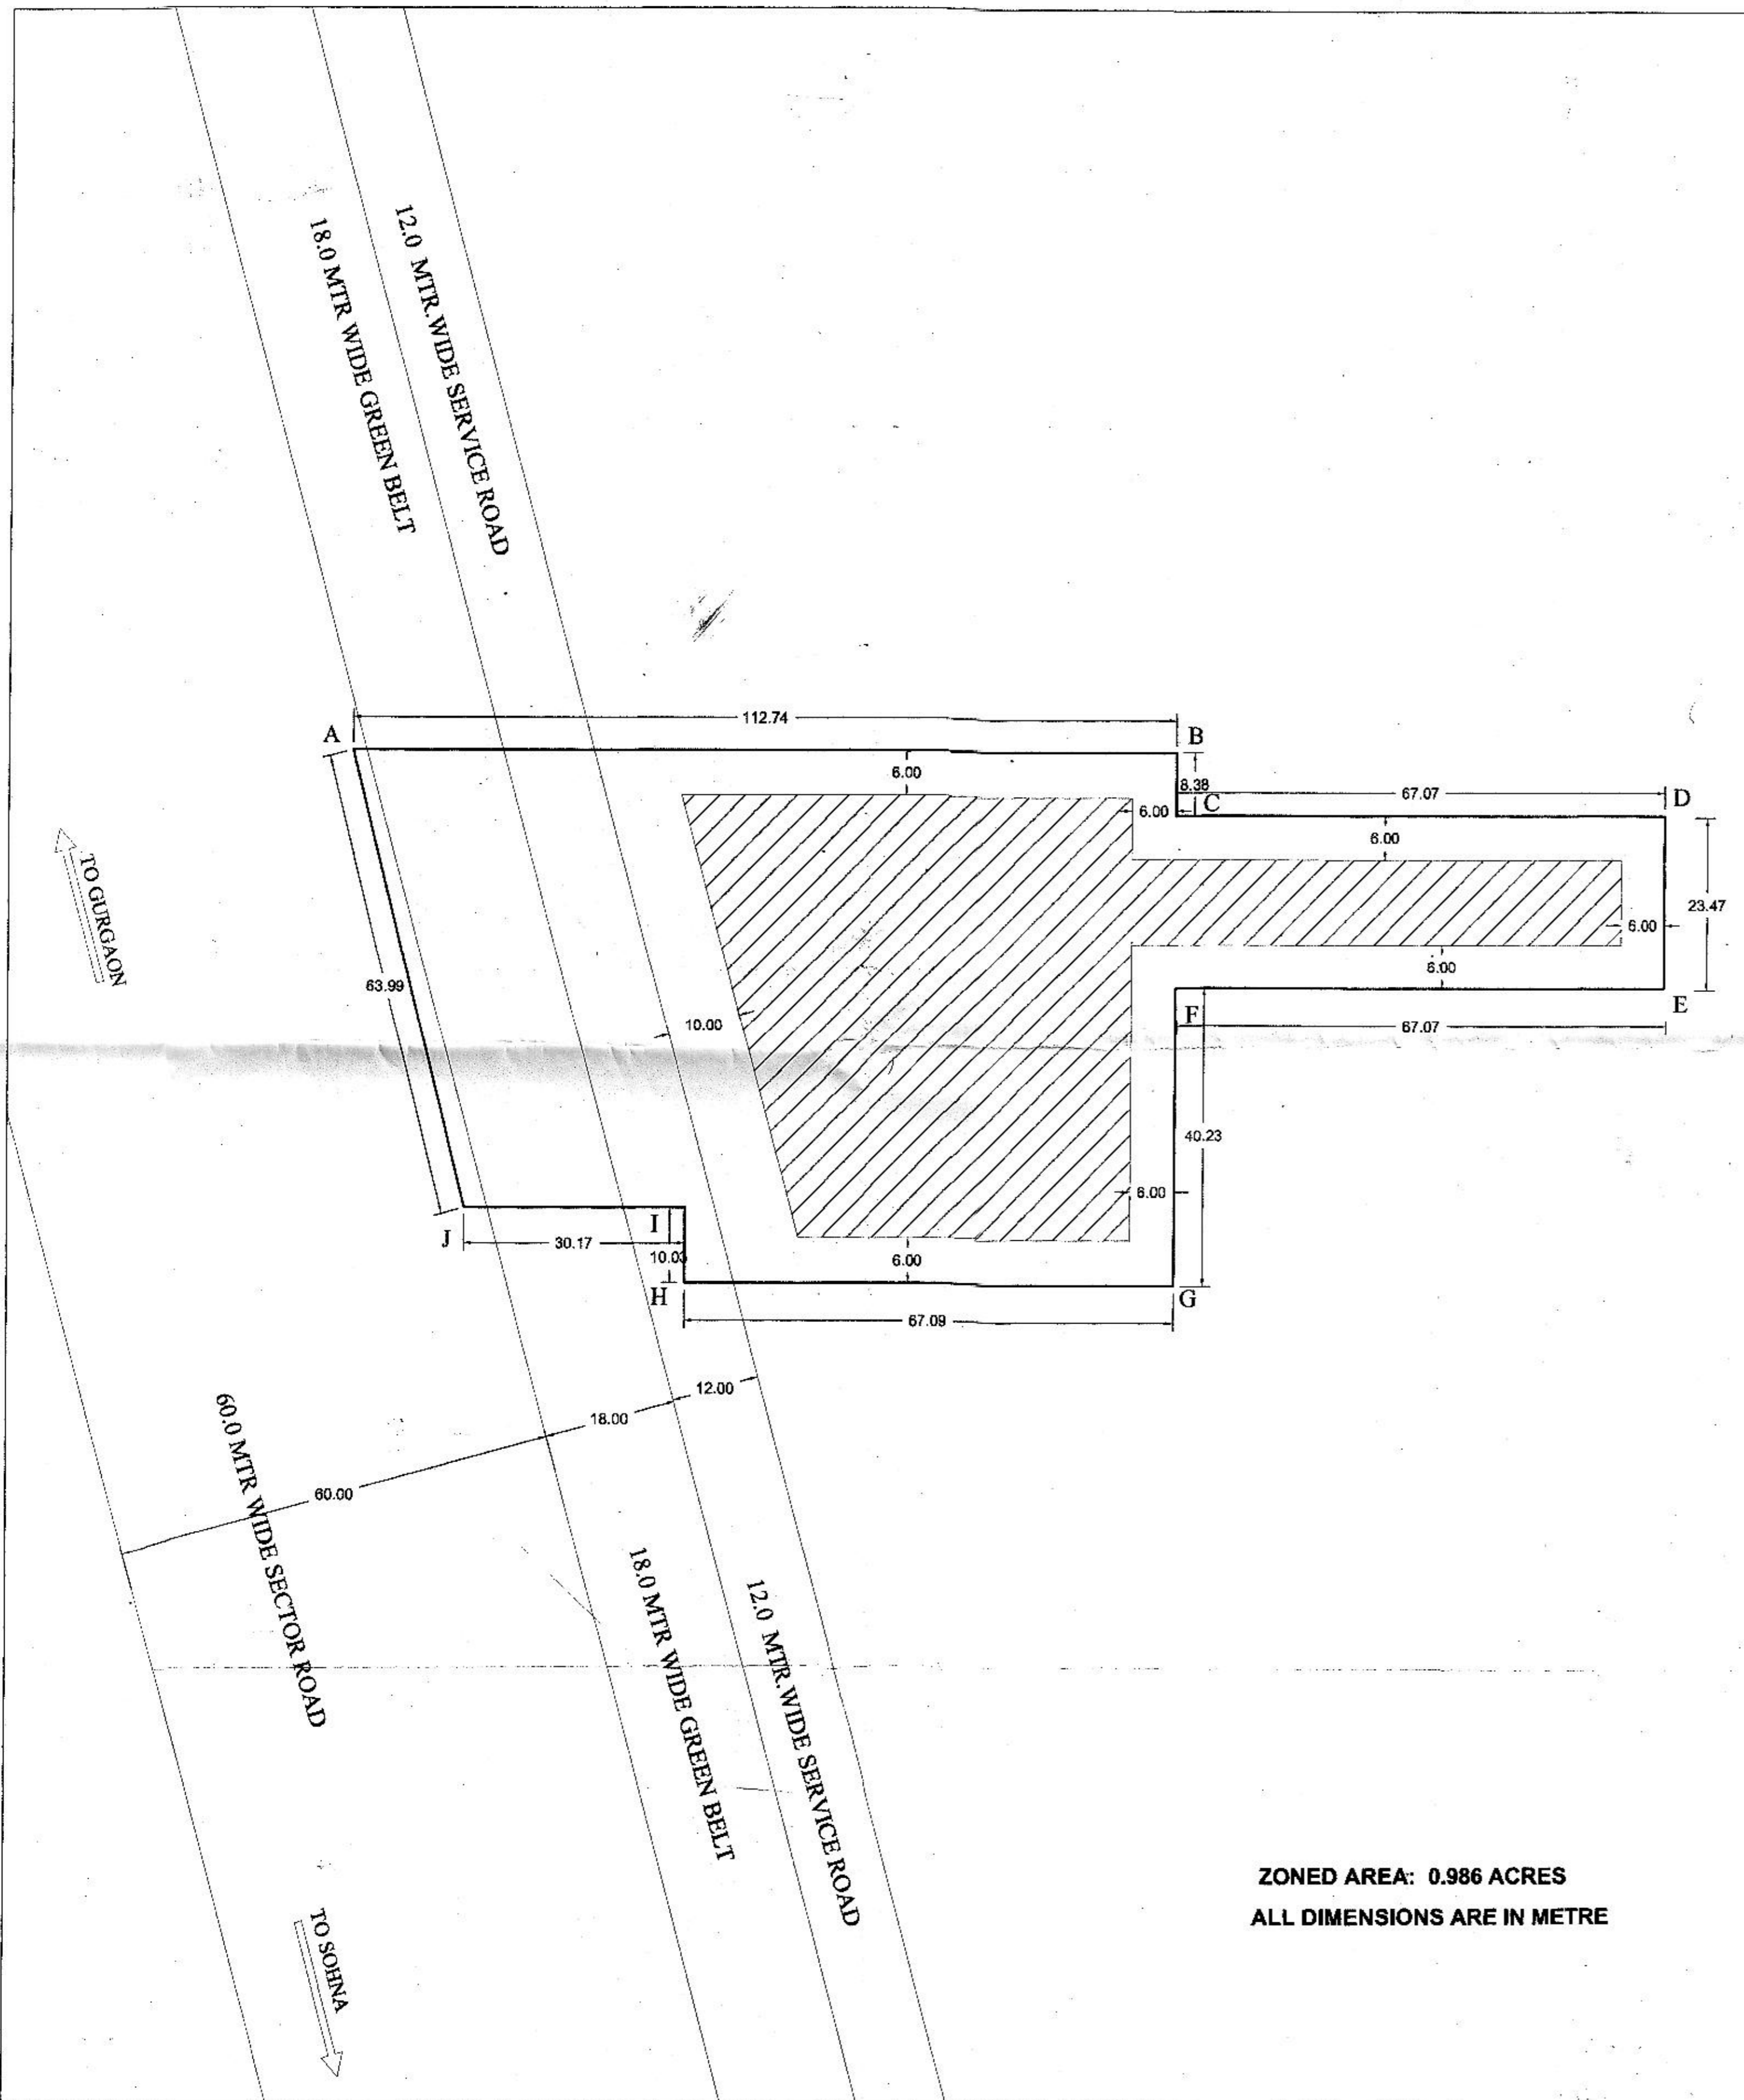 18.0 MTR WIDE GREEN BELT
12.0 MTR.WIDE SERVICE ROAD
112.74
A
B
6.00
8.38
67.07
D
6.00
C
6.00
TO GURGAON
23.47
6.00
63.99
6.00
10.00
F
E
67.07
40.23
6.00
J
30.17
I
10.03
6.00
H
G
67.09
12.00
18.00
60.00
60.0 MTR WIDE SECTOR ROAD
18.0 MTR WIDE GREEN BELT
12.0 MTR.WIDE SERVICE ROAD
ZONED AREA: 0.986 ACRES
ALL DIMENSIONS ARE IN METRE
TO SOHNA